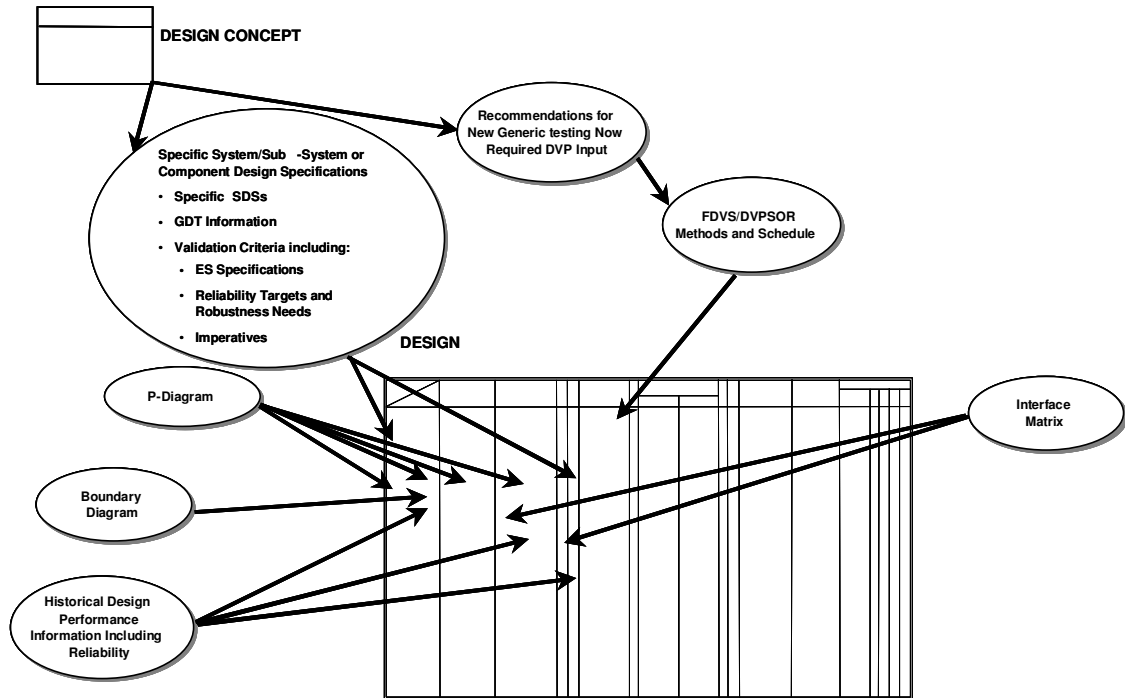 DESIGN CONCEPT
Recommendations for
New Generic testing Now
Required DVP Input
Specific System/Sub -System or
Component Design Specifications
• Specific SDSs
• GDT Information
• Validation Criteria including:
• ES Specifications
• Reliability Targets and
Robustness Needs
• Imperatives
FDVS/DVPSOR
Methods and Schedule
DESIGN
P-Diagram
Interface
Matrix
Boundary
Diagram
Historical Design
Performance
Information Including
Reliability